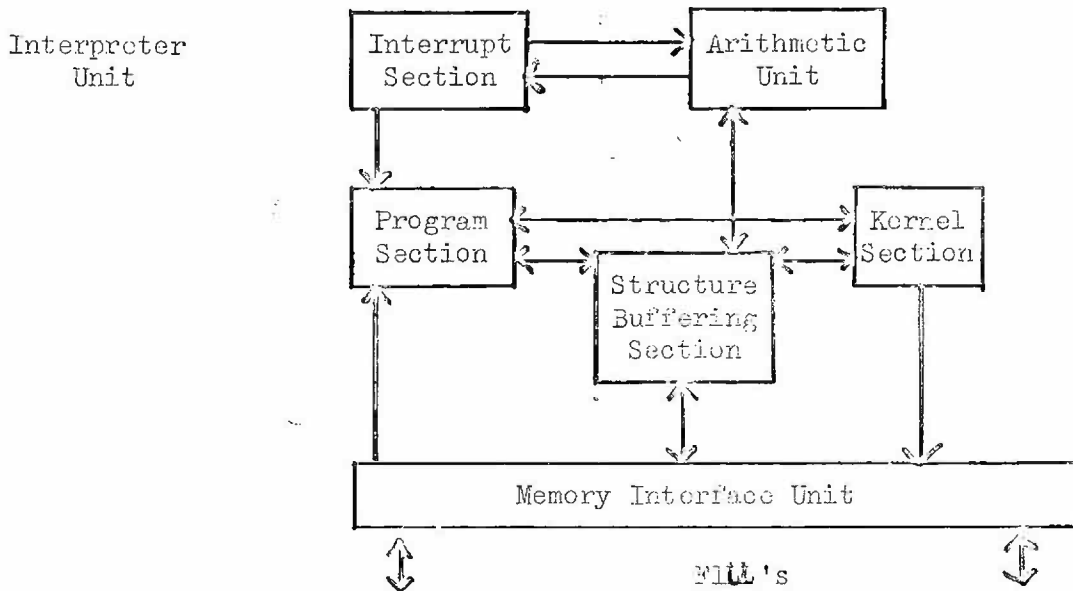 Interpreter
Unit
Interrupt
Section
Arithmetic
Unit
Program
Section
Kernel
Section
Structure
Buffering
Section
Memory Interface Unit